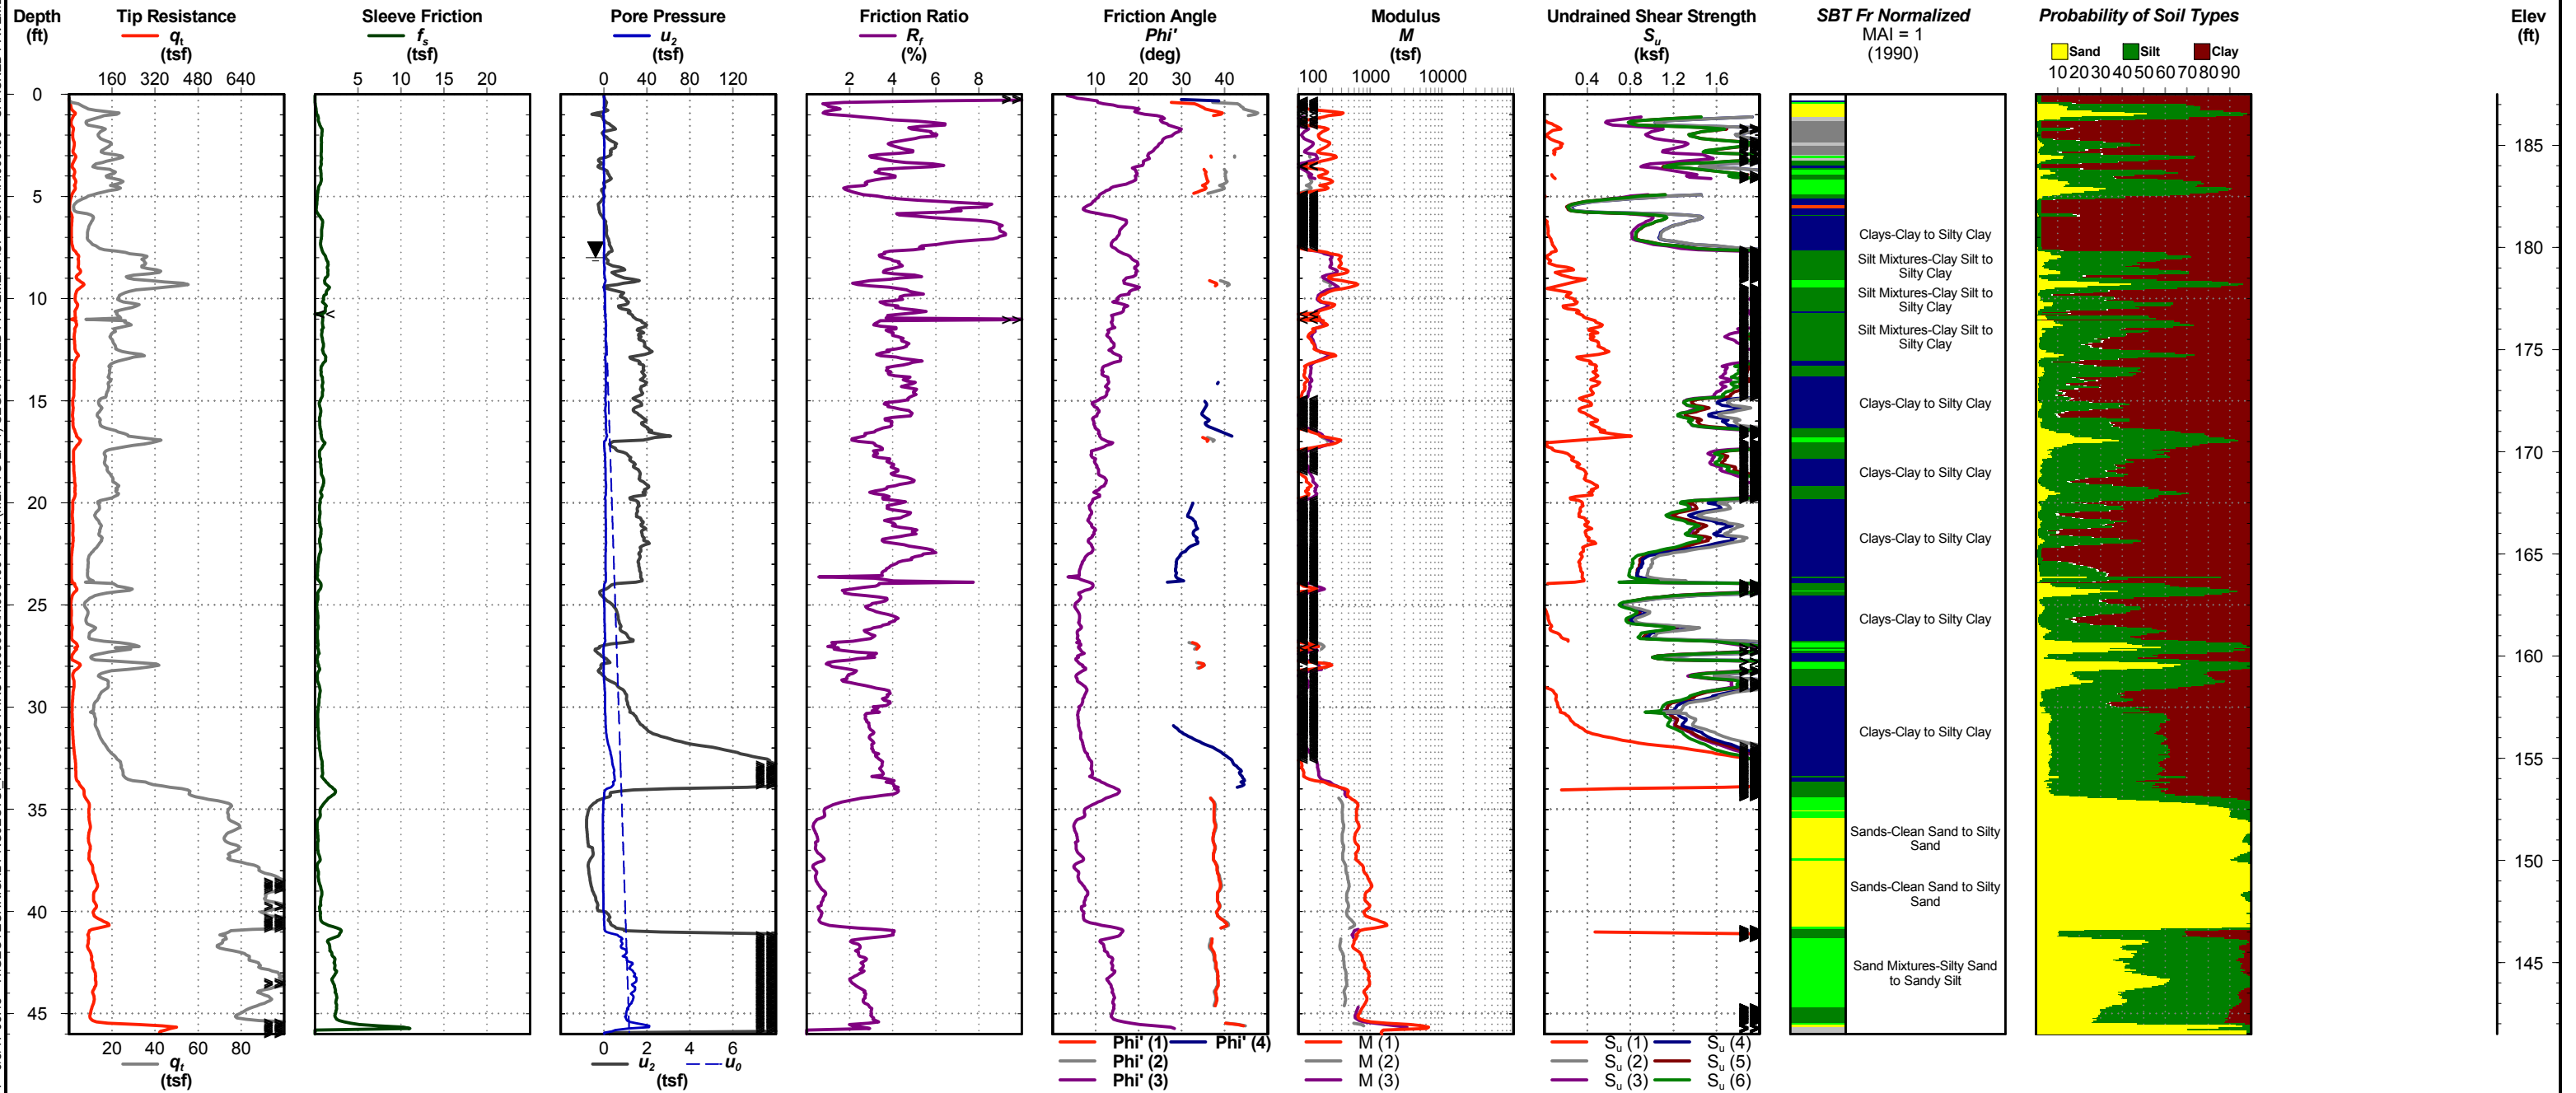 Depth
(ft)
Tip Resistance
qt
(tsf)
160 320 480 640
Sleeve Friction
fs
(tsf)
5 10 15 20
Pore Pressure
u2
(tsf)
0 40 80 120
Friction Ratio
Rf
(%)
2 4 6 8
Friction Angle
Phi'
(deg)
10 20 30 40
Modulus
M
(tsf)
100 1000 10000
Undrained Shear Strength
Su
(ksf)
0.4 0.8 1.2 1.6
SBT Fr Normalized
MAI = 1
(1990)
Probability of Soil Types
Sand Silt Clay
10 20 30 40 50 60 70 80 90
Elev
(ft)
0
5
10
15
20
25
30
35
40
45
Clays-Clay to Silty Clay
Silt Mixtures-Clay Silt to
Silty Clay
Silt Mixtures-Clay Silt to
Silty Clay
Silt Mixtures-Clay Silt to
Silty Clay
Clays-Clay to Silty Clay
Clays-Clay to Silty Clay
Clays-Clay to Silty Clay
Clays-Clay to Silty Clay
Clays-Clay to Silty Clay
Sands-Clean Sand to Silty
Sand
Sands-Clean Sand to Silty
Sand
Sand Mixtures-Silty Sand
to Sandy Silt
185
180
175
170
165
160
155
150
145
20 40 60 80
qt
(tsf)
0 2 4 6
u2 u0
(tsf)
Phi' (1) Phi' (4)
Phi' (2)
Phi' (3)
M (1)
M (2)
M (3)
Su (1) Su (4)
Su (2) Su (5)
Su (3) Su (6)